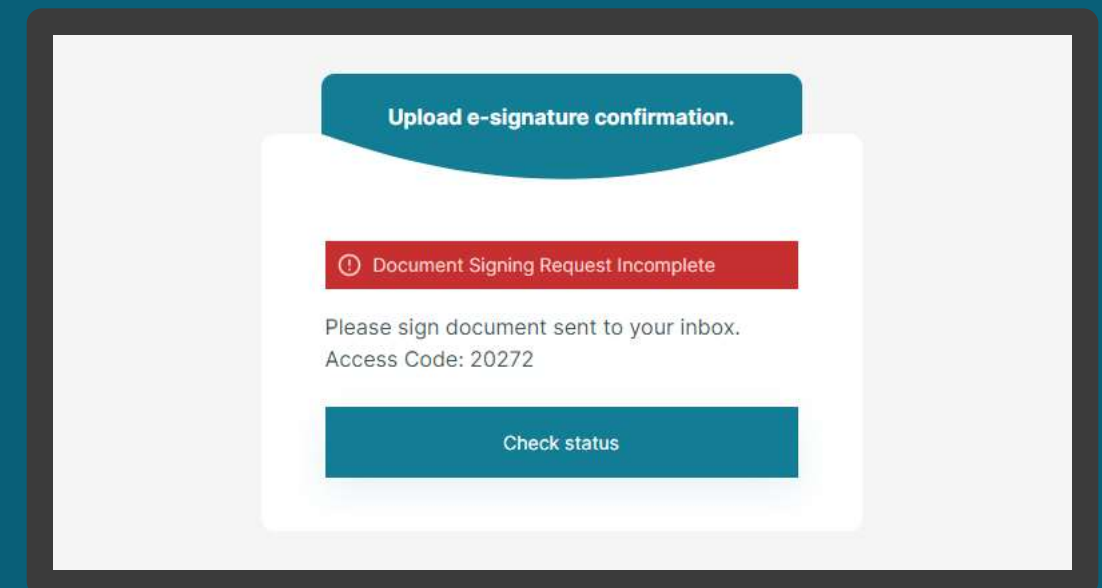 Upload e-signature confirmation.
Document Signing Request Incomplete
Please sign document sent to your inbox.
Access Code: 20272
Check status